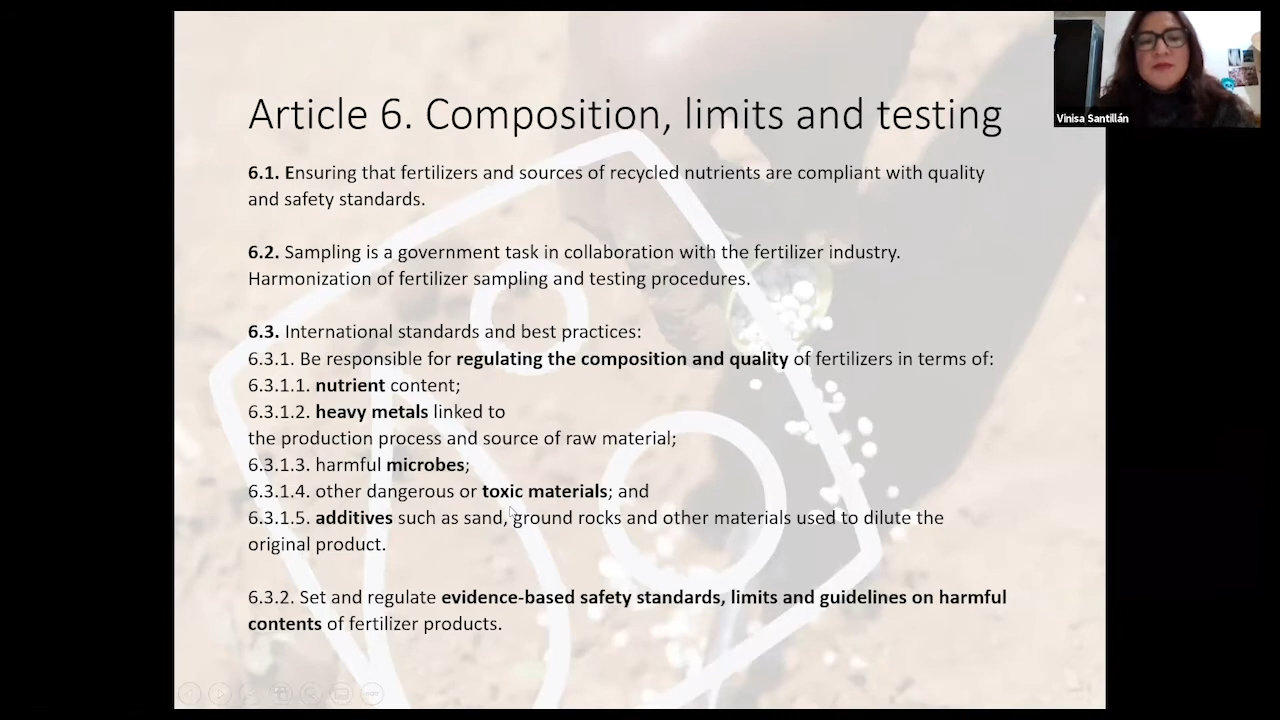 Article 6. Composition, limits and testing
Vinisa Santillán
6.1. Ensuring that fertilizers and sources of recycled nutrients are compliant with quality
and safety standards.
6.2. Sampling is a government task in collaboration with the fertilizer industry.
Harmonization of fertilizer sampling and testing procedures.
6.3. International standards and best practices:
6.3.1. Be responsible for regulating the composition and quality of fertilizers in terms of:
6.3.1.1. nutrient content;
6.3.1.2. heavy metals linked to
the production process and source of raw material;
6.3.1.3. harmful microbes;
6.3.1.4. other dangerous or toxic materials; and
6.3.1.5. additives such as sand, ground rocks and other materials used to dilute the
original product.
6.3.2. Set and regulate evidence-based safety standards, limits and guidelines on harmful
contents of fertilizer products.